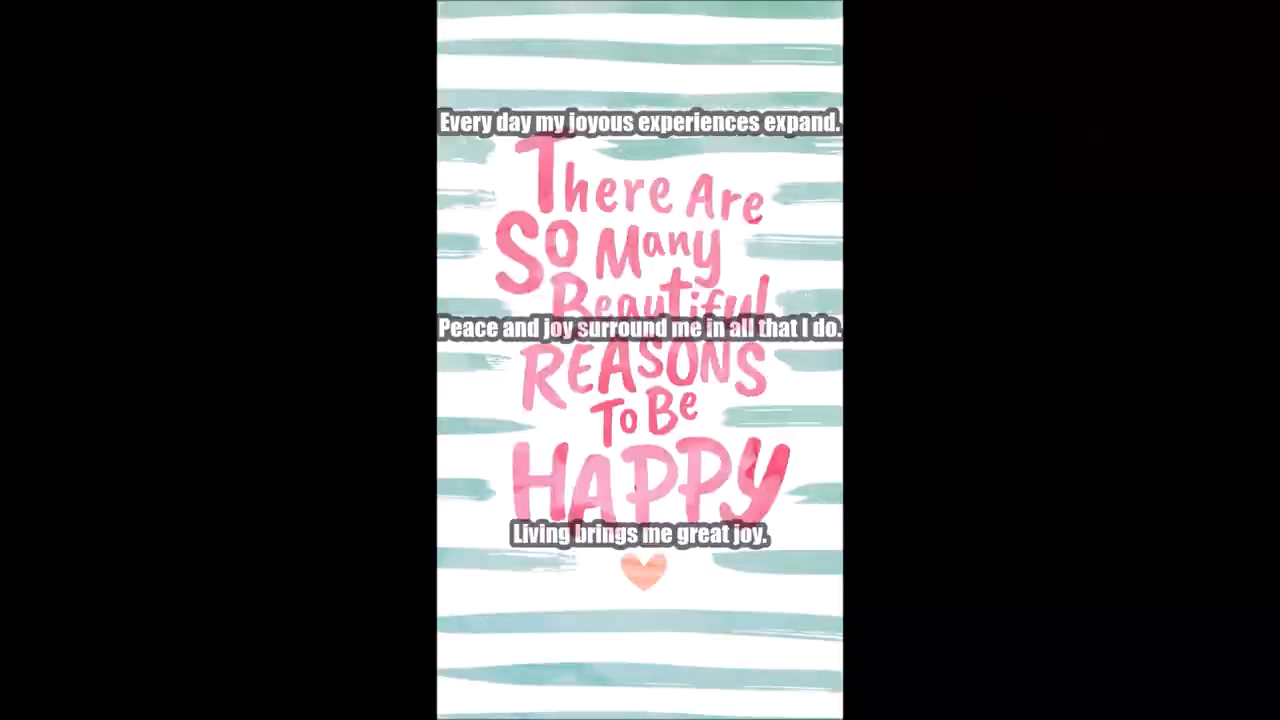 Every day my joyous experiences expand.
There Are
So Many
Beautiful
Peace and joy surround me in all that I do.
REASONS
To Be
HAPPY
Living brings me great joy.